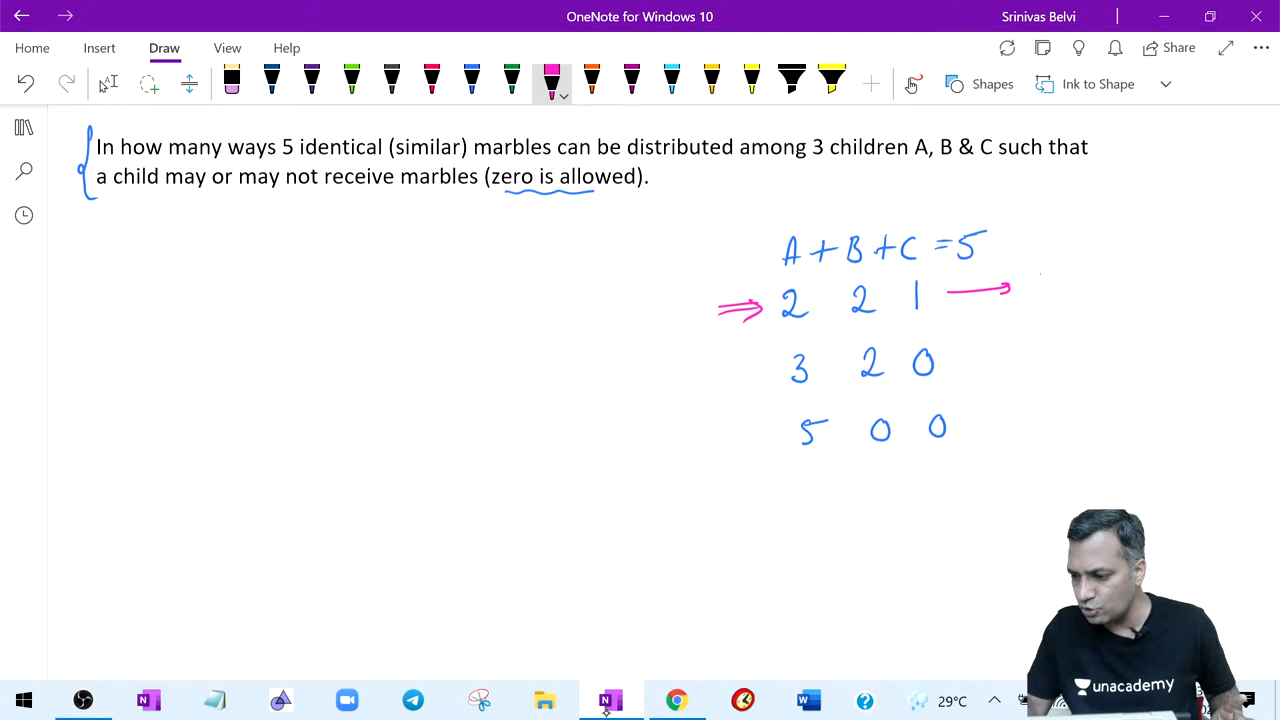 OneNote for Windows 10
Srinivas Belvi
Home Insert Draw View Help
Share
Shapes
Ink to Shape
In how many ways 5 identical (similar) marbles can be distributed among 3 children A, B & C such that
a child may or may not receive marbles (zero is allowed).
A + B + C = 5
⇒ 2 2 1 →
3 2 0
5 0 0
unacademy
29°C